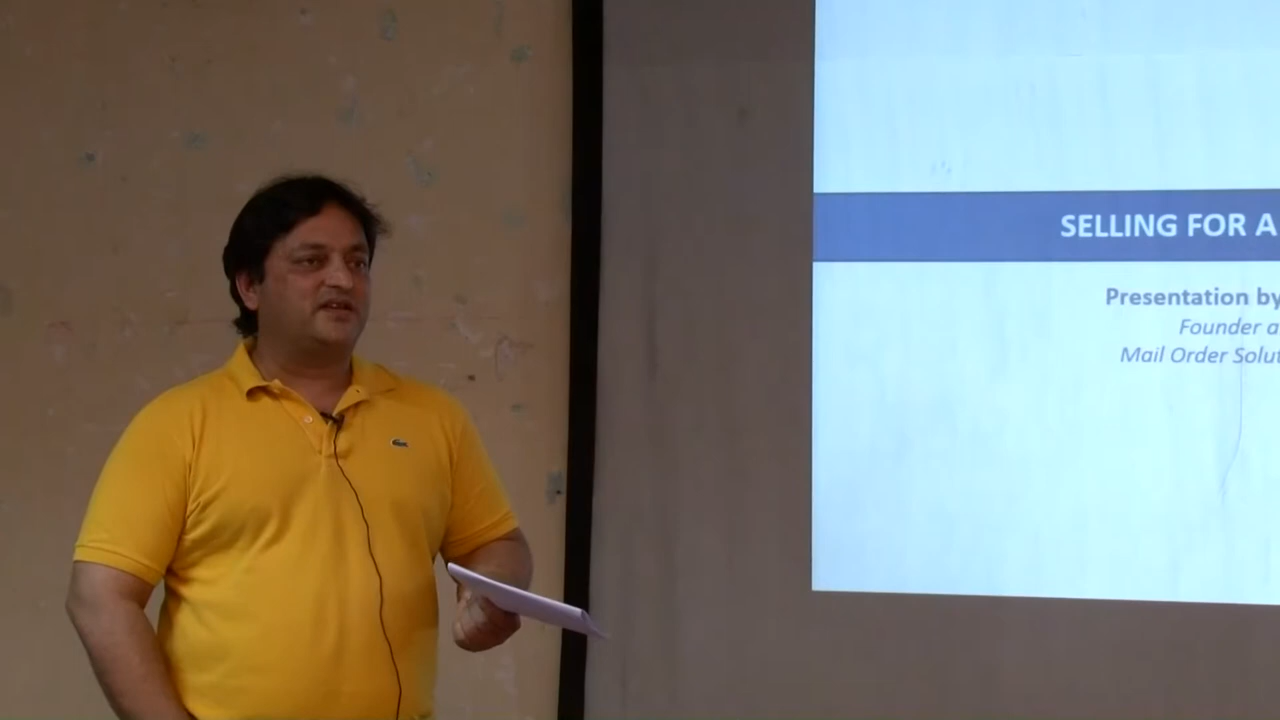 SELLING FOR A
Presentation by
Founder a
Mail Order Solut